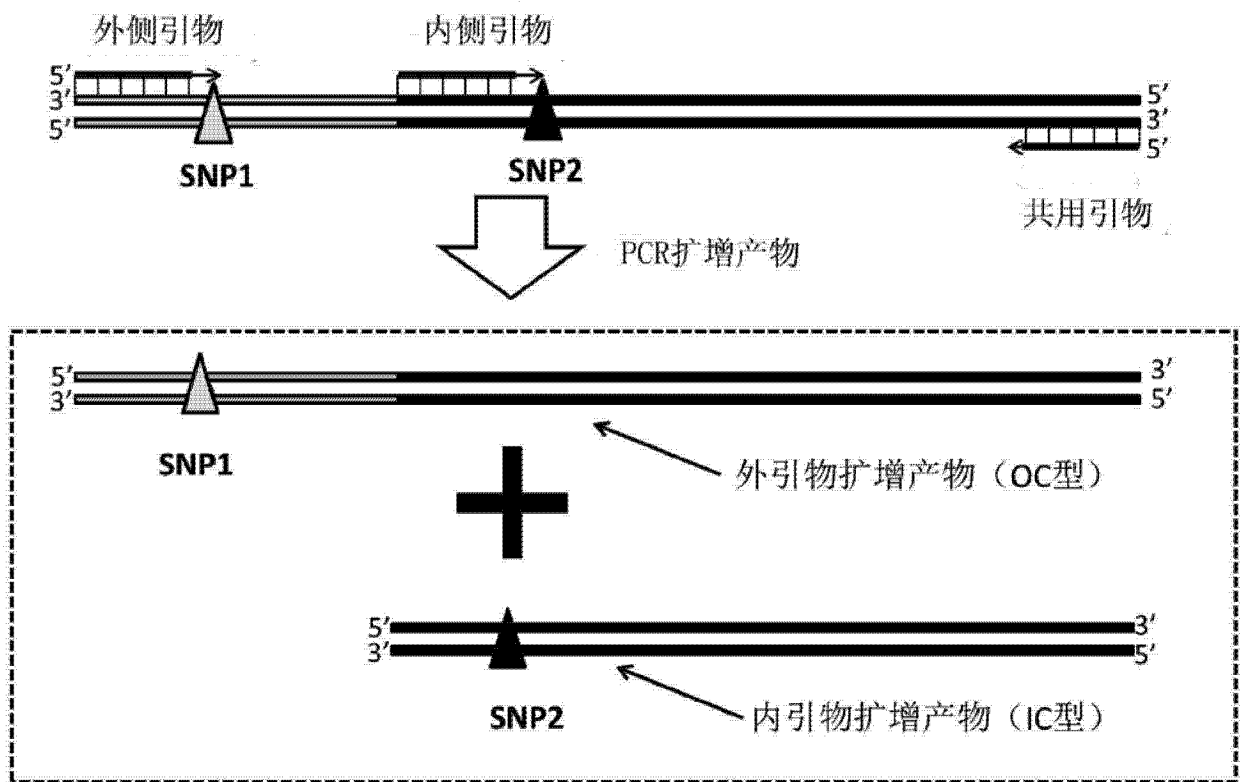 外侧引物 内侧引物
5’
3’ 5’
5’ 3’
5’
SNP1 SNP2
共用引物
PCR扩增产物
5’ 3’
3’ 5’
SNP1
外引物扩增产物（OC型）
5’ 3’
3’ 5’
SNP2
内引物扩增产物（IC型）